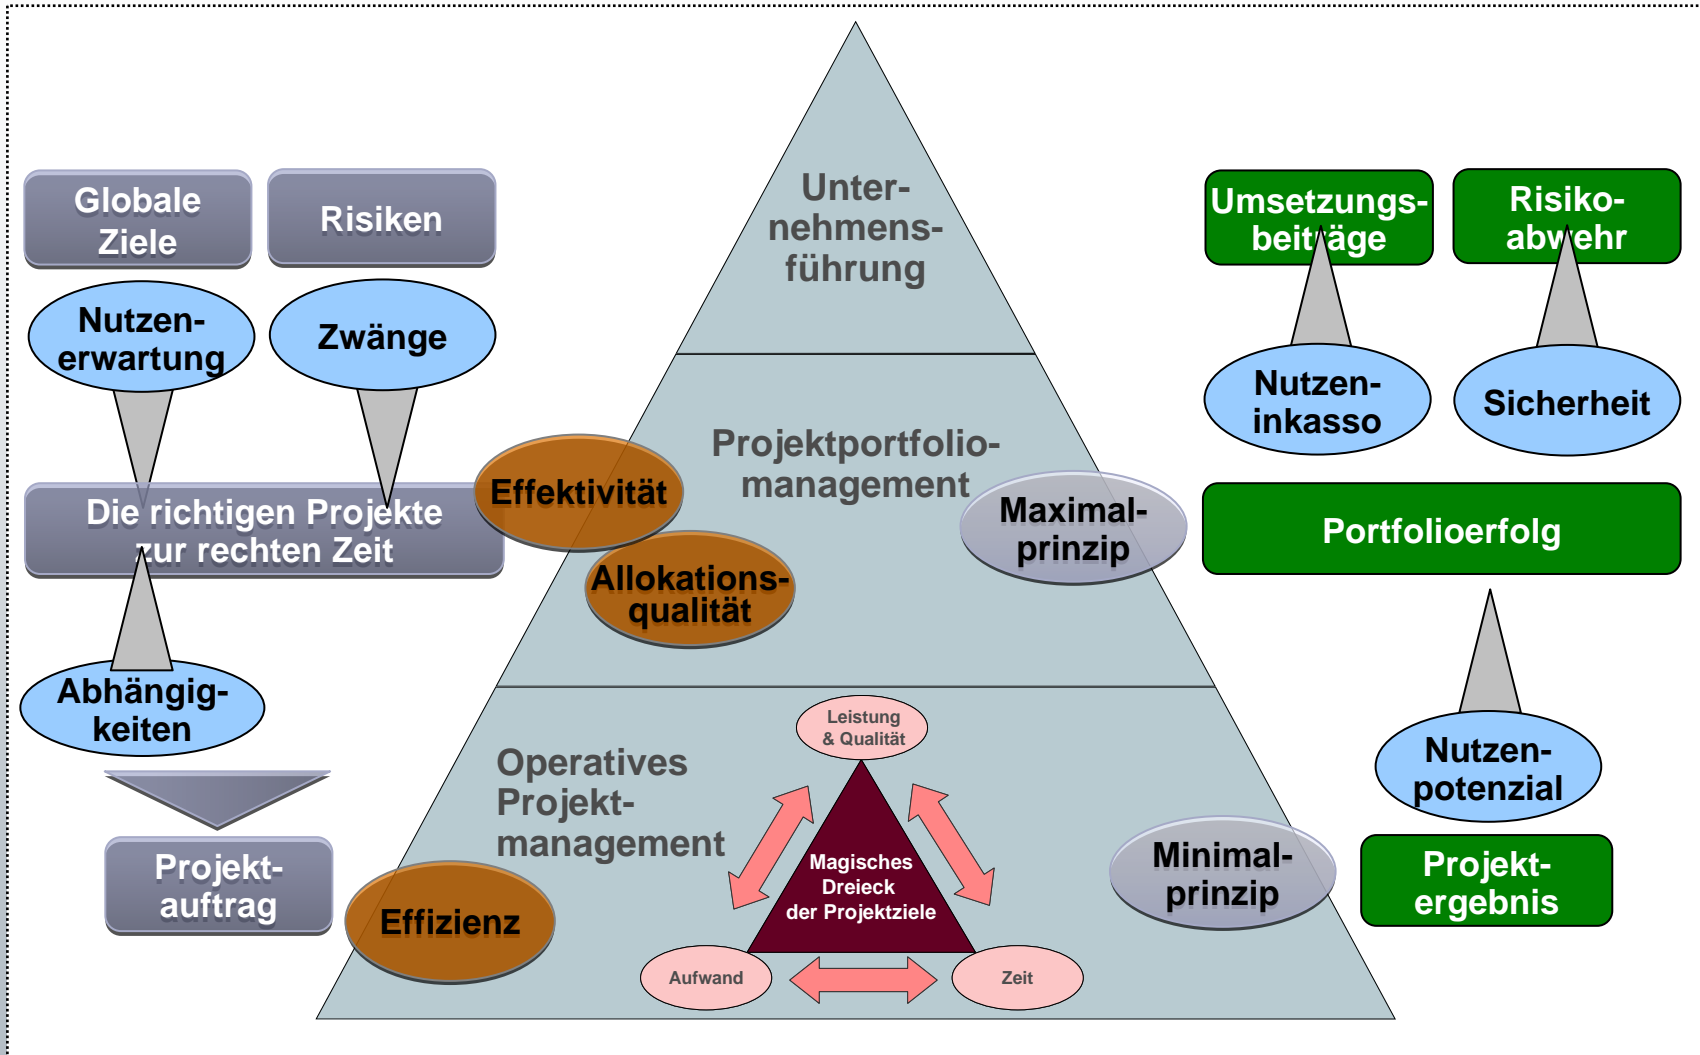 Unter-
nehmens-
führung
Globale
Ziele
Risiken
Umsetzungs-
beiträge
Risiko-
abwehr
Nutzen-
erwartung
Zwänge
Nutzen-
inkasso
Sicherheit
Projektportfolio-
management
Effektivität
Die richtigen Projekte
zur rechten Zeit
Maximal-
prinzip
Portfolioerfolg
Allokations-
qualität
Abhängig-
keiten
Leistung
& Qualität
Operatives
Projekt-
management
Nutzen-
potenzial
Projekt-
auftrag
Effizienz
Magisches
Dreieck
der Projektziele
Minimal-
prinzip
Projekt-
ergebnis
Aufwand
Zeit